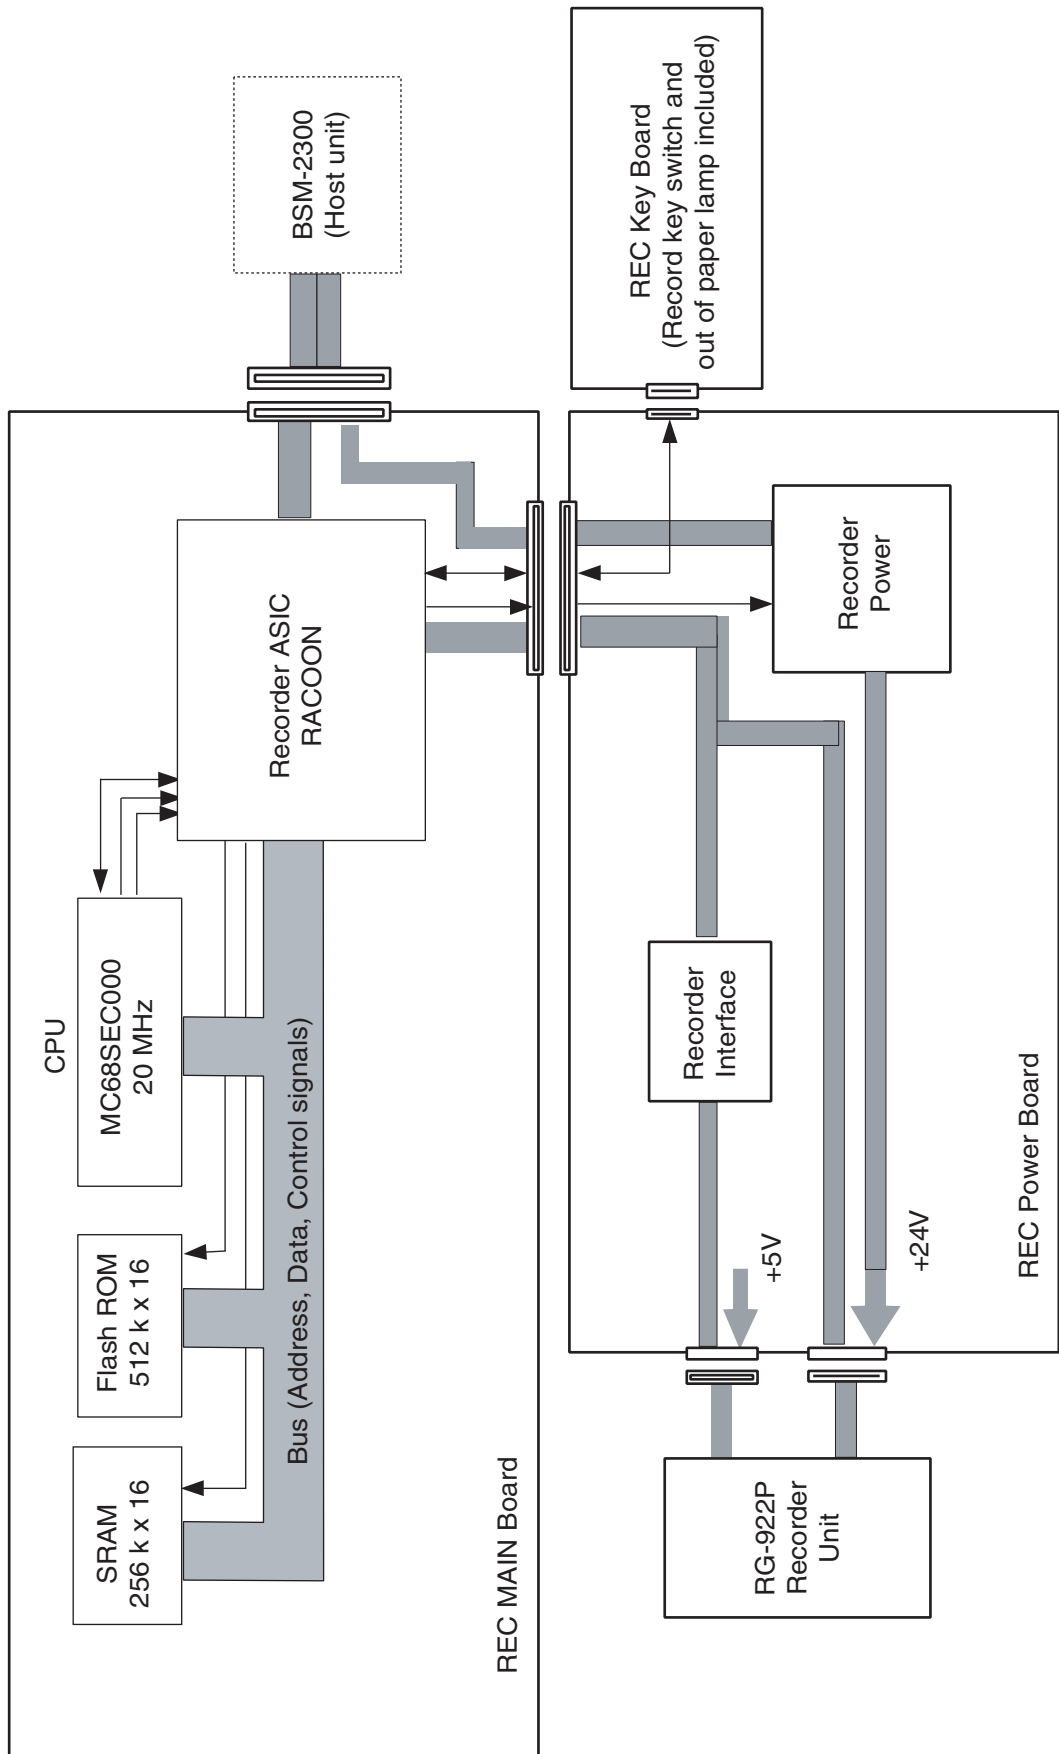 SRAM
256 k x 16
Flash ROM
512 k x 16
CPU
MC68SEC000
20 MHz
Bus (Address, Data, Control signals)
Recorder ASIC
RACOON
BSM-2300
(Host unit)
REC MAIN Board
RG-922P
Recorder
Unit
+5V
+24V
Recorder
Interface
Recorder
Power
REC Power Board
REC Key Board
(Record key switch and
out of paper lamp included)